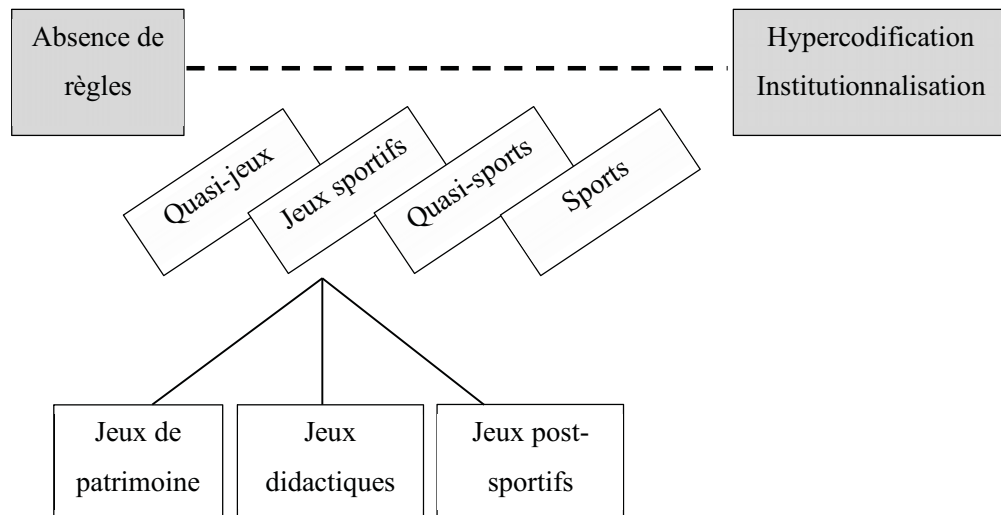 Absence de
règles
Hypercodification
Institutionnalisation
Quasi-jeux
Jeux sportifs
Quasi-sports
Sports
Jeux de
patrimoine
Jeux
didactiques
Jeux post-
sportifs